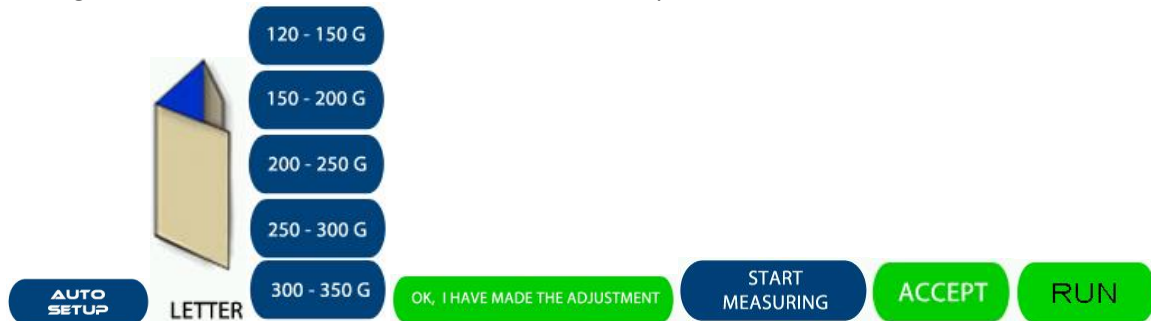 120 - 150 G
150 - 200 G
200 - 250 G
250 - 300 G
300 - 350 G
AUTO
SETUP
LETTER
OK, I HAVE MADE THE ADJUSTMENT
START
MEASURING
ACCEPT
RUN